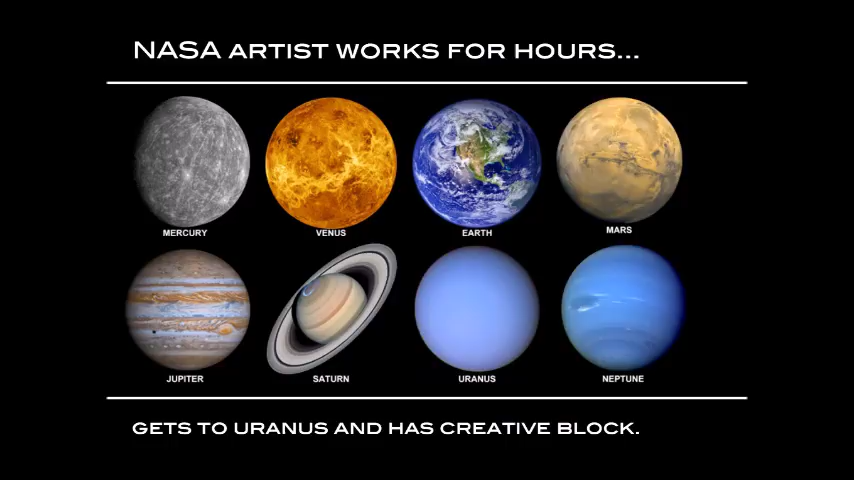 NASA ARTIST WORKS FOR HOURS...
MERCURY
VENUS
EARTH
MARS
JUPITER
SATURN
URANUS
NEPTUNE
GETS TO URANUS AND HAS CREATIVE BLOCK.